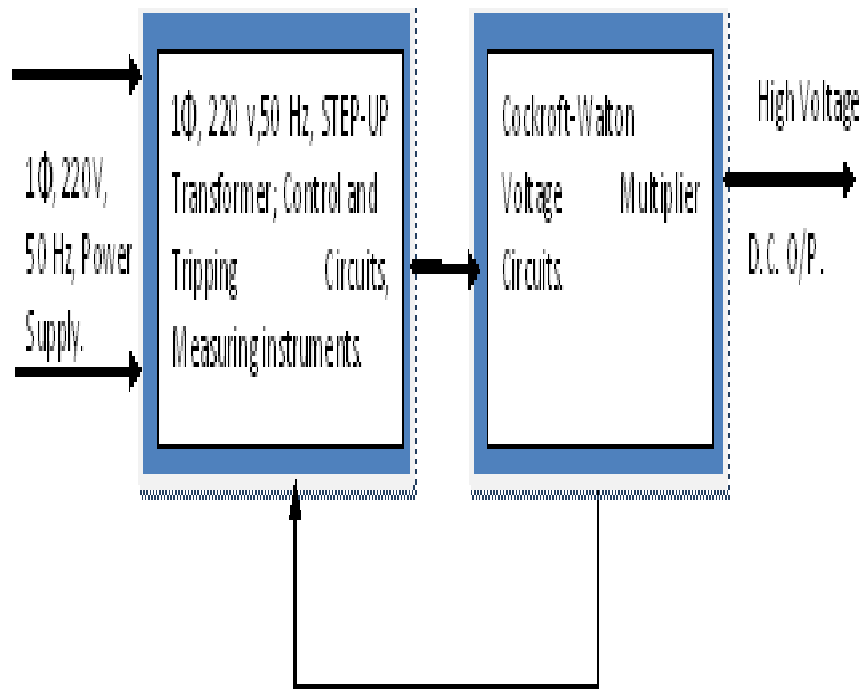 1Φ, 220V,
50 Hz, Power
Supply.
1Φ, 220 v,50 Hz, STEP-UP
Transformer; Control and
Tripping Circuits,
Measuring instruments.
Cockroft-Walton
Voltage Multiplier
Circuits.
High Voltage
D.C. O/P.